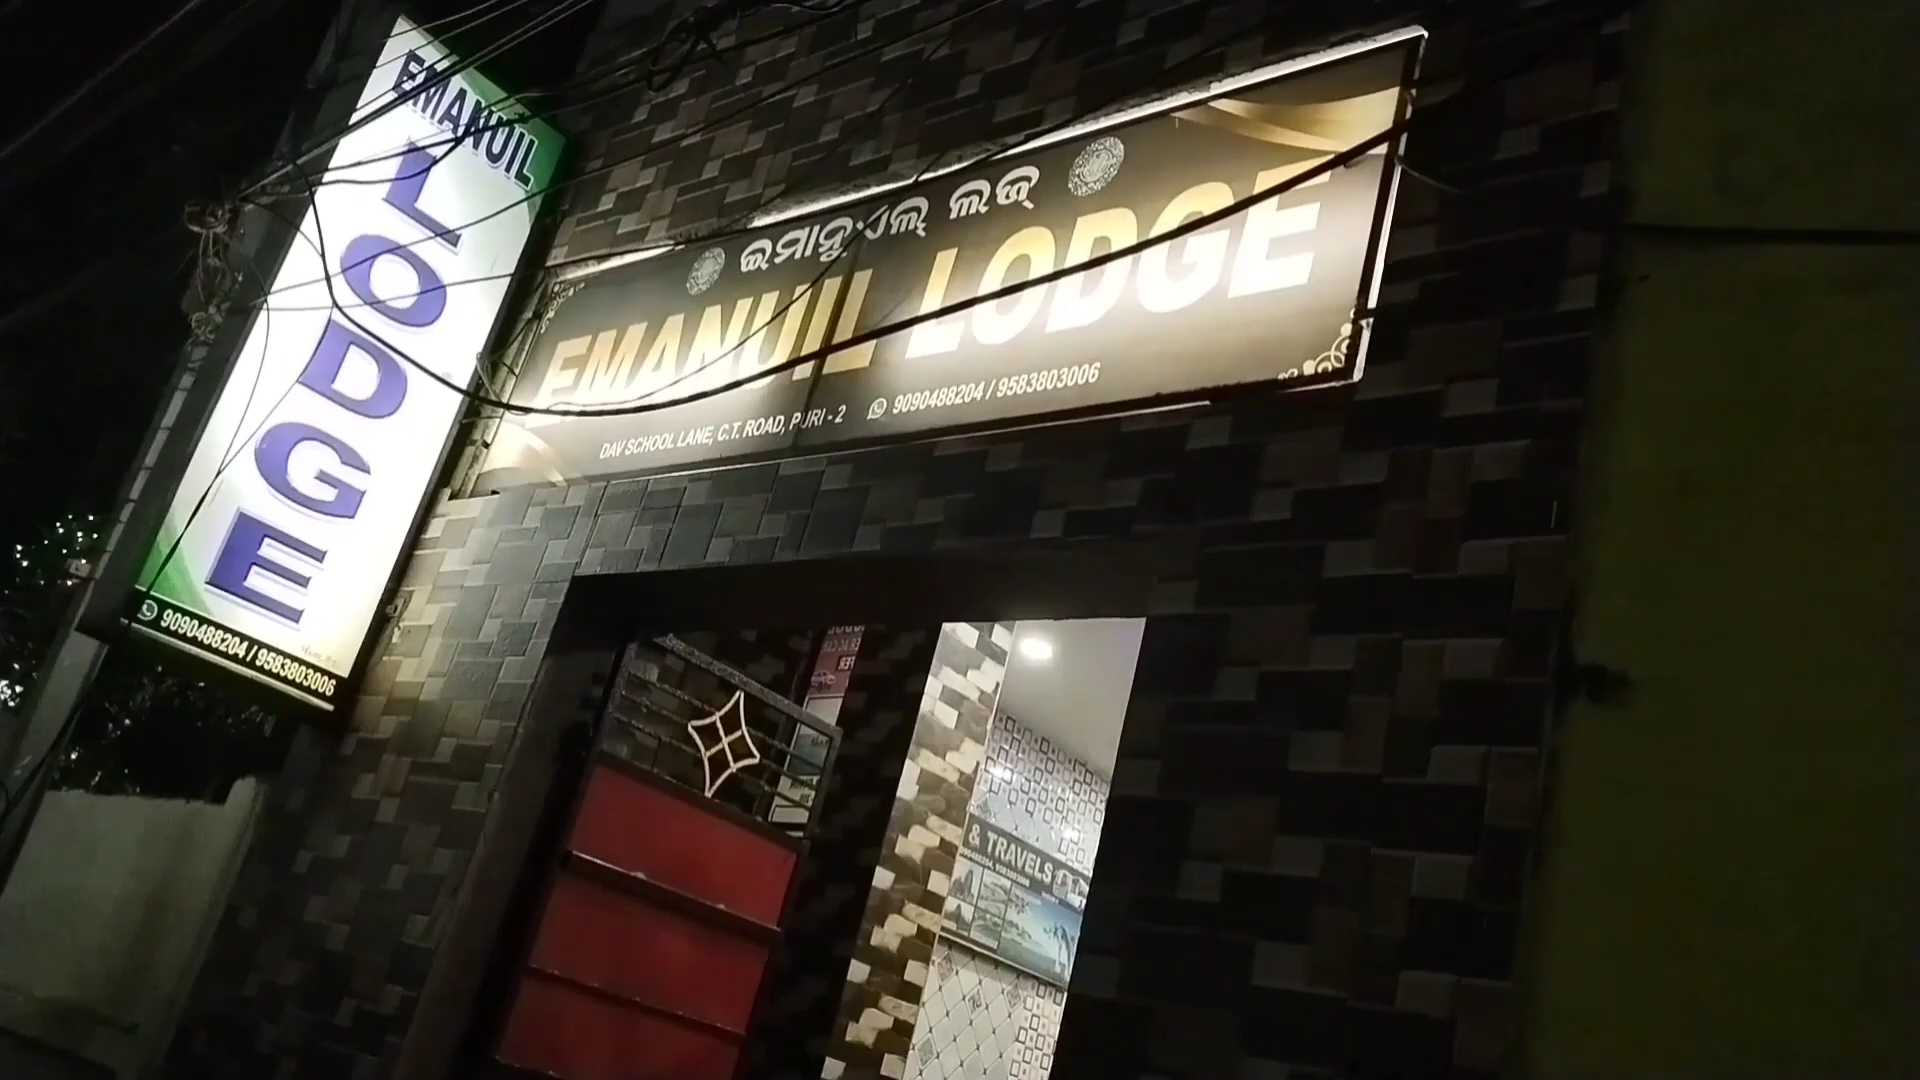 EMANUIL
LODGE
9090488204 / 9583803006
ଇମାନୁଏଲ୍ ଲଜ୍
EMANUIL LODGE
DAV SCHOOL LANE, C.T. ROAD, PURI - 2 9090488204 / 9583803006
& TRAVELS